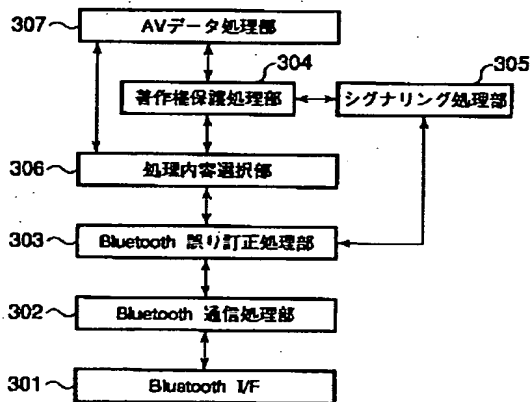 307 AVデータ処理部
304
305
著作権保護処理部
シグナリング処理部
306 処理内容選択部
303 Bluetooth 誤り訂正処理部
302 Bluetooth 通信処理部
301 Bluetooth I/F